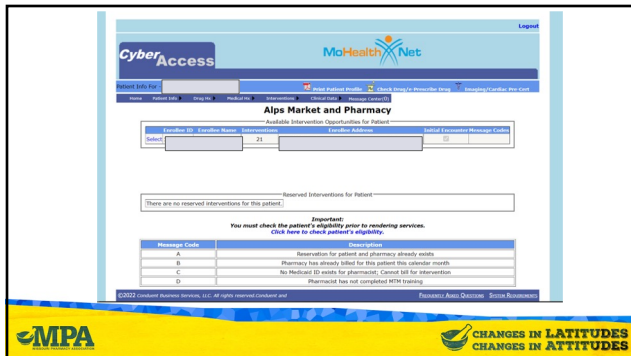 Logout
Cyber Access
MoHealthNet
Patient Info For -
Print Patient Profile Check Drug/e-Prescribe Drug Imaging/Cardiac Pre-Cert
Home Patient Info Drug Hx Medical Hx Interventions Clinical Data Message Center(0)
Alps Market and Pharmacy
Available Intervention Opportunities for Patient
Enrollee ID Enrollee Name Interventions Enrollee Address Initial Encounter Message Codes
Select 21
Reserved Interventions for Patient
There are no reserved interventions for this patient.
Important:
You must check the patient's eligibility prior to rendering services.
Click here to check patient's eligibility.
Message Code Description
A Reservation for patient and pharmacy already exists
B Pharmacy has already billed for this patient this calendar month
C No Medicaid ID exists for pharmacist; Cannot bill for intervention
D Pharmacist has not completed MTM training
©2022 Conduent Business Services, LLC. All rights reserved.Conduent and Frequently Asked Questions System Requirements
MPA
MISSOURI PHARMACY ASSOCIATION
CHANGES IN LATITUDES
CHANGES IN ATTITUDES